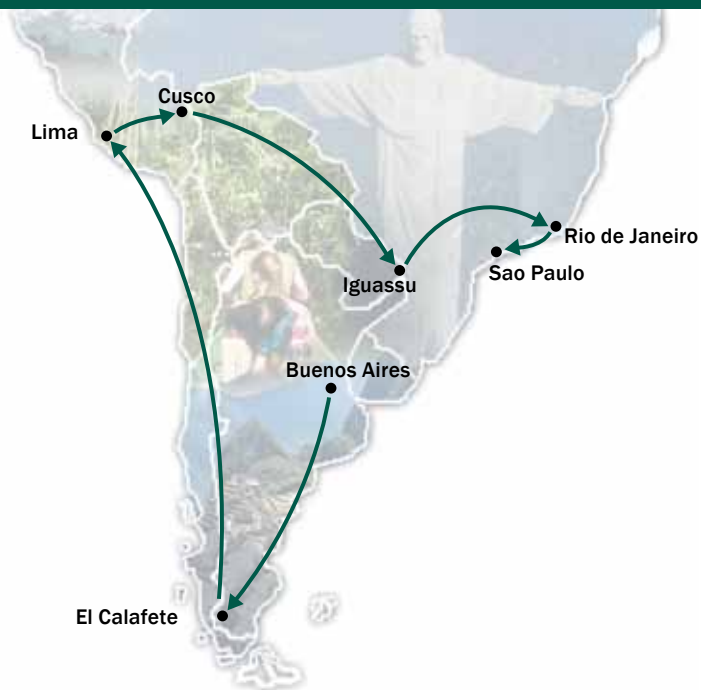 Cusco
Lima
Rio de Janeiro
Sao Paulo
Iguassu
Buenos Aires
El Calafete